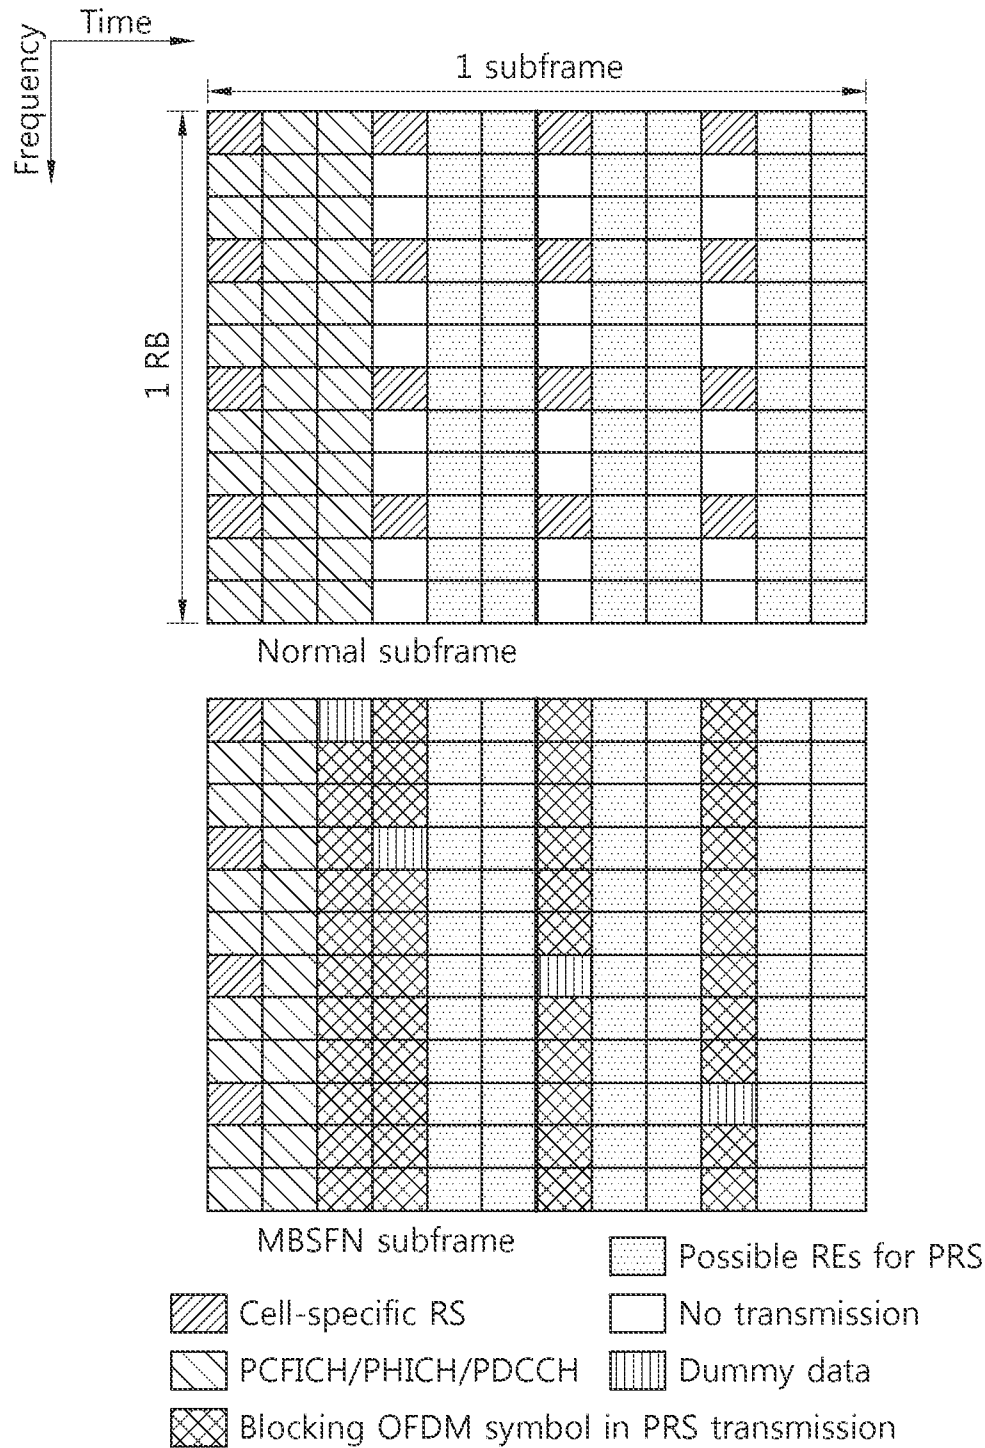 Time
Frequency
1 subframe
1 RB
Normal subframe
MBSFN subframe
Possible REs for PRS
Cell-specific RS
No transmission
PCFICH/PHICH/PDCCH
Dummy data
Blocking OFDM symbol in PRS transmission